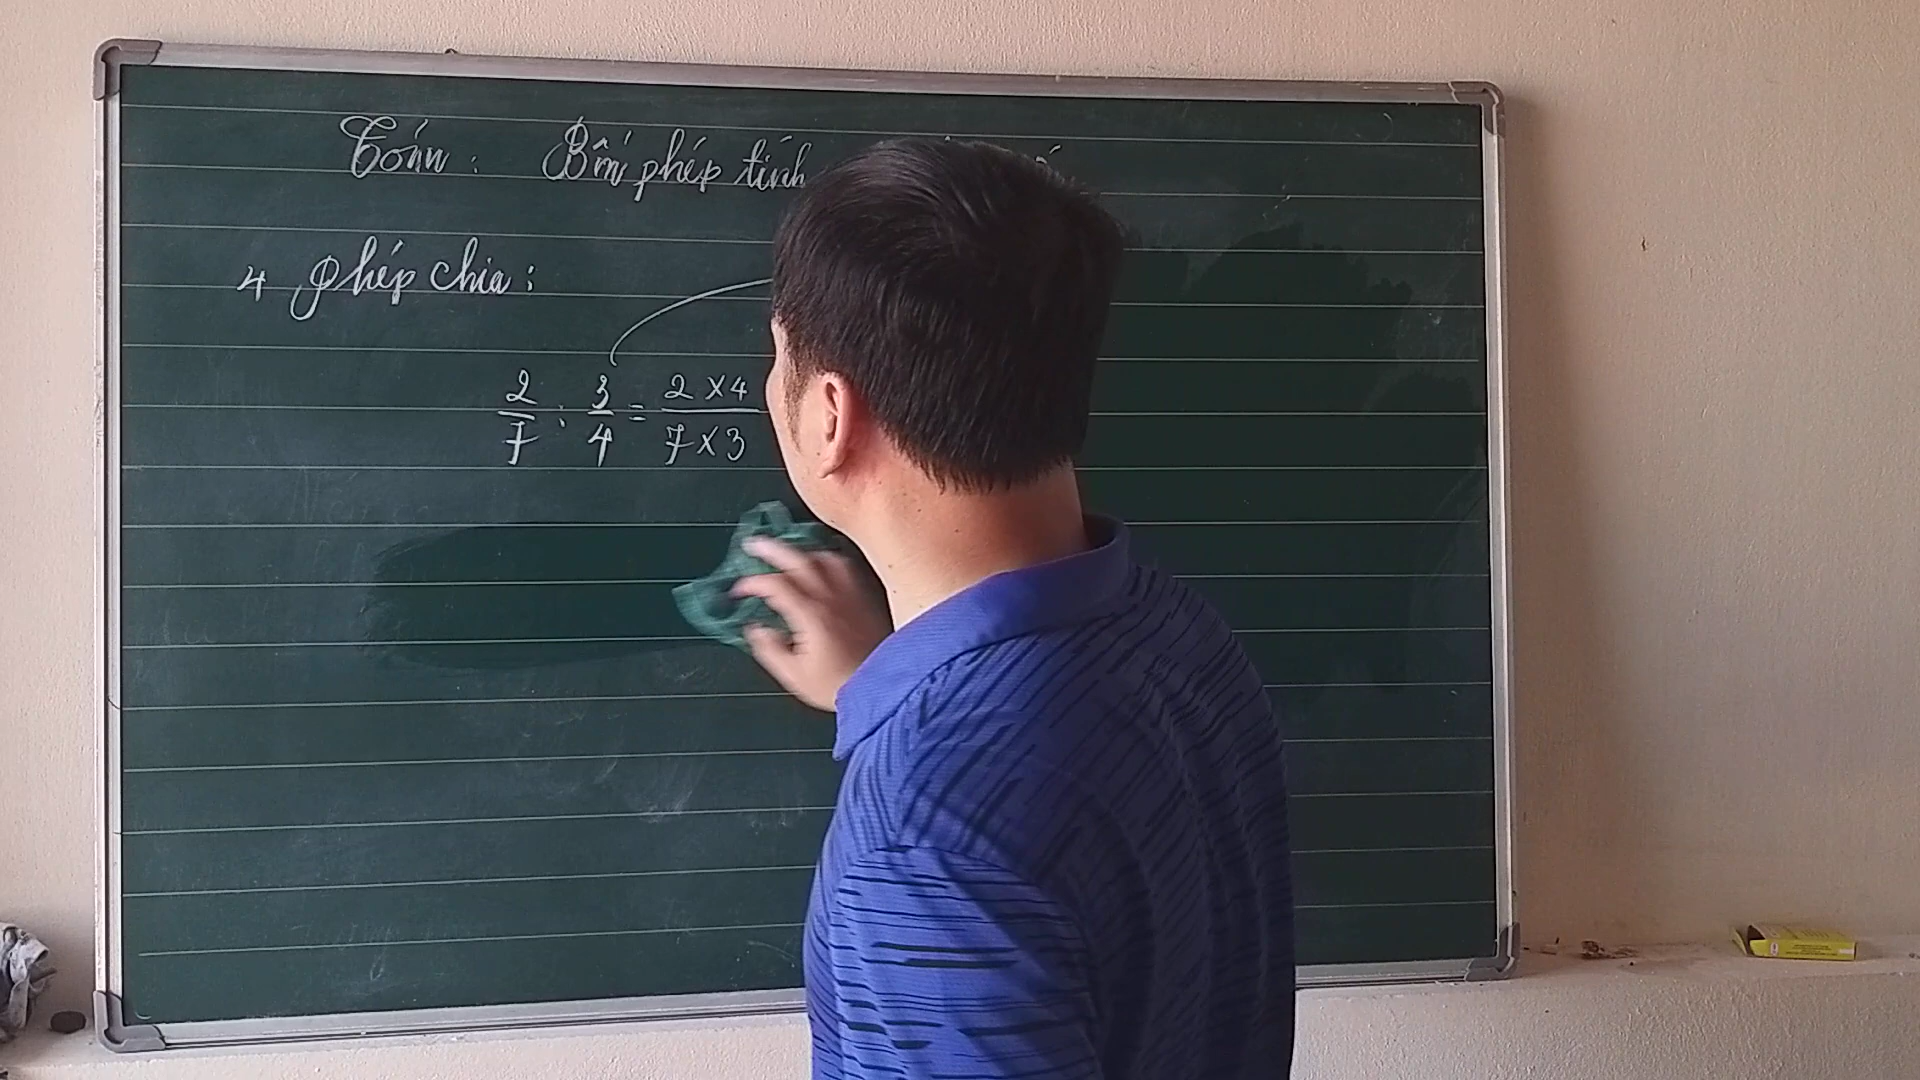 Toán : Bốn phép tính
4 Phép chia :
2/7 : 3/4 = 2 x 4 / 7 x 3